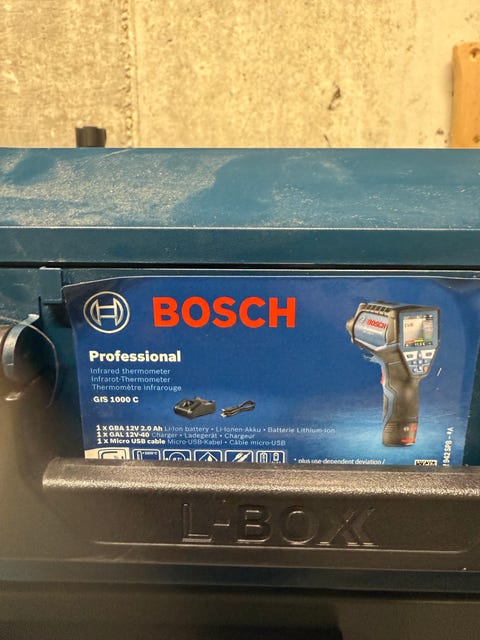 BOSCH
Professional
Infrared thermometer
Infrarot-Thermometer
Thermomètre infrarouge
GIS 1000 C
1 x GBA 12V 2.0 Ah Li-Ion battery • Li-Ionen-Akku • Batterie Lithium-Ion
1 x GAL 12V-40 Charger • Ladegerät • Chargeur
1 x Micro USB cable Micro-USB-Kabel • Câble micro-USB
* plus use-dependent deviation /
L-BOXX